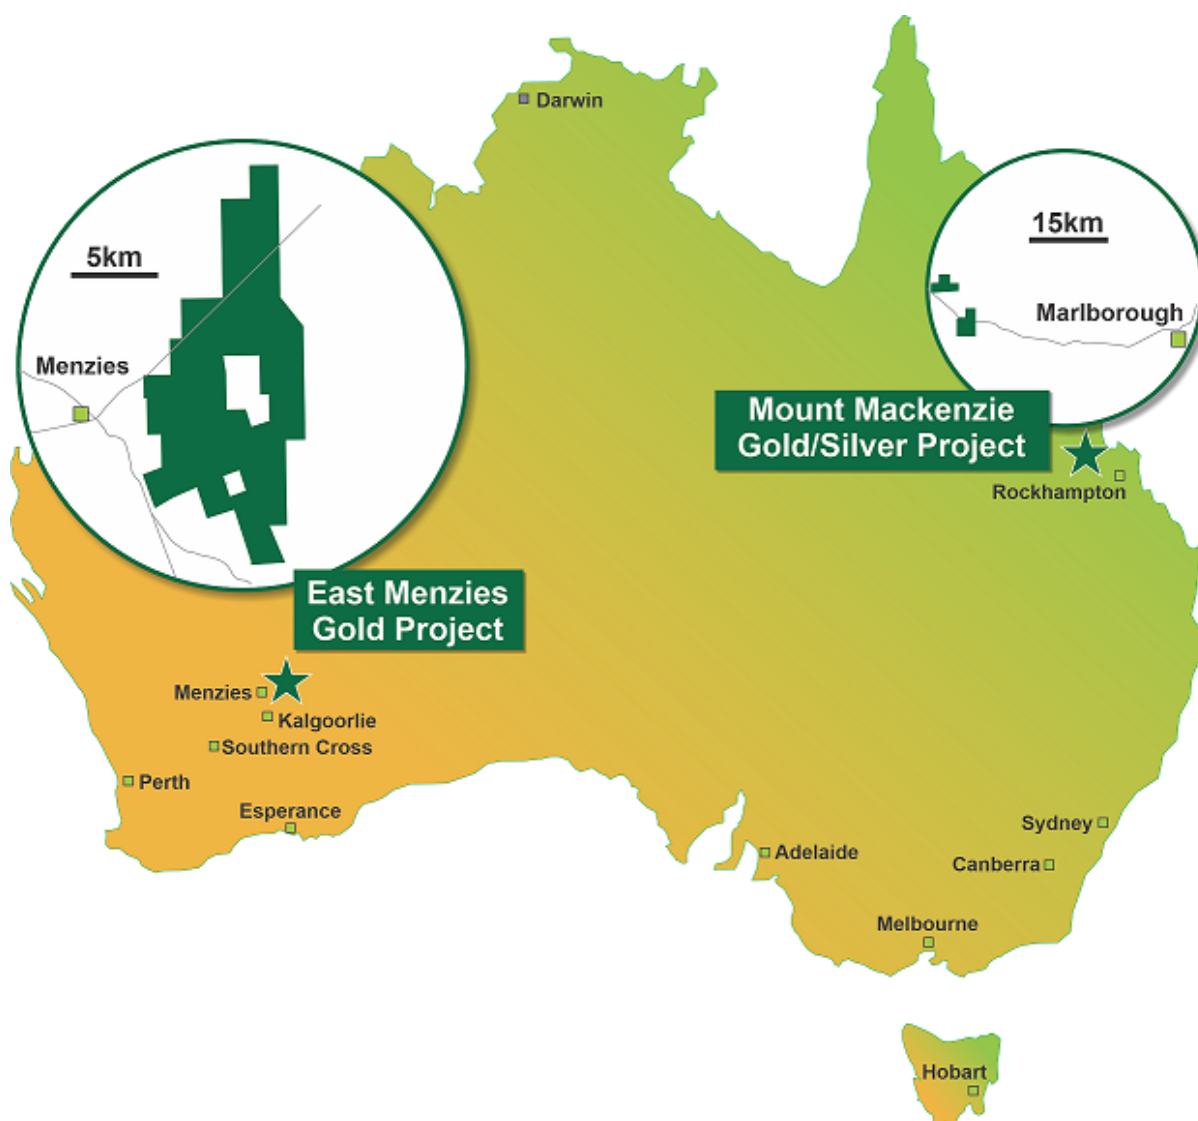 Darwin
5km
15km
Menzies
Marlborough
Mount Mackenzie
Gold/Silver Project
Rockhampton
East Menzies
Gold Project
Menzies
Kalgoorlie
Southern Cross
Perth
Esperance
Sydney
Adelaide
Canberra
Melbourne
Hobart